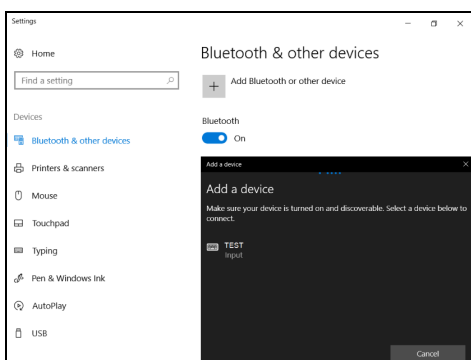 Settings
Home
Find a setting
Devices
Bluetooth & other devices
Printers & scanners
Mouse
Touchpad
Typing
Pen & Windows Ink
AutoPlay
USB
Bluetooth & other devices
Add Bluetooth or other device
Bluetooth
On
Add a device
Add a device
Make sure your device is turned on and discoverable. Select a device below to
connect.
TEST
Input
Cancel